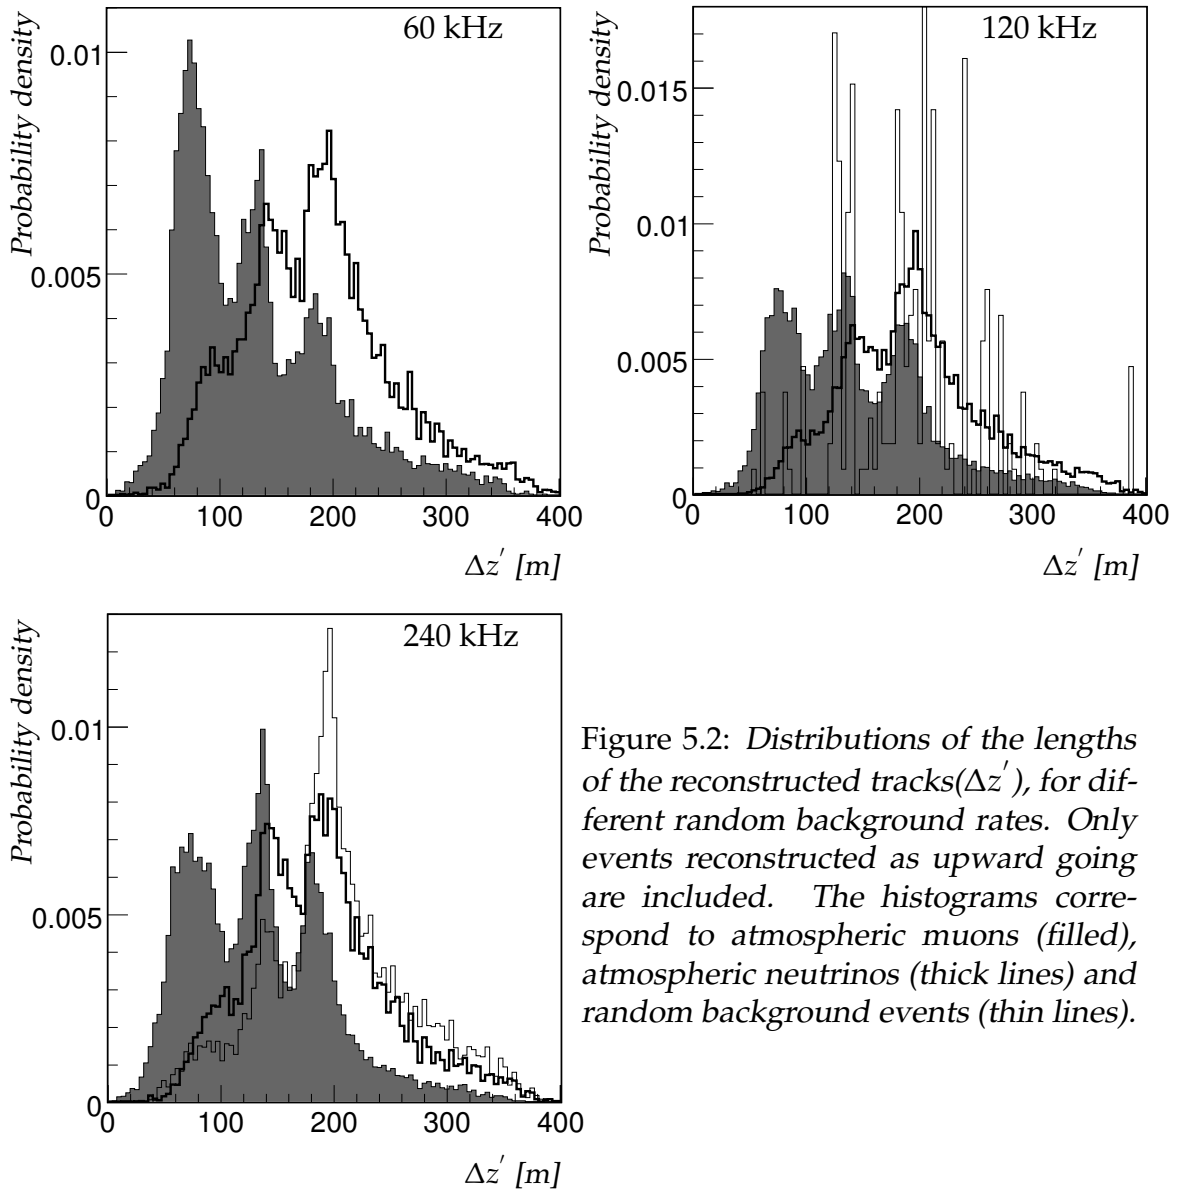 60 kHz
Probability density
0.01
0.005
0
0 100 200 300 400
Δz′ [m]
120 kHz
Probability density
0.015
0.01
0.005
0
0 100 200 300 400
Δz′ [m]
240 kHz
Probability density
0.01
0.005
0
0 100 200 300 400
Δz′ [m]
Figure 5.2: Distributions of the lengths
of the reconstructed tracks(Δz′), for dif-
ferent random background rates. Only
events reconstructed as upward going
are included. The histograms corre-
spond to atmospheric muons (filled),
atmospheric neutrinos (thick lines) and
random background events (thin lines).